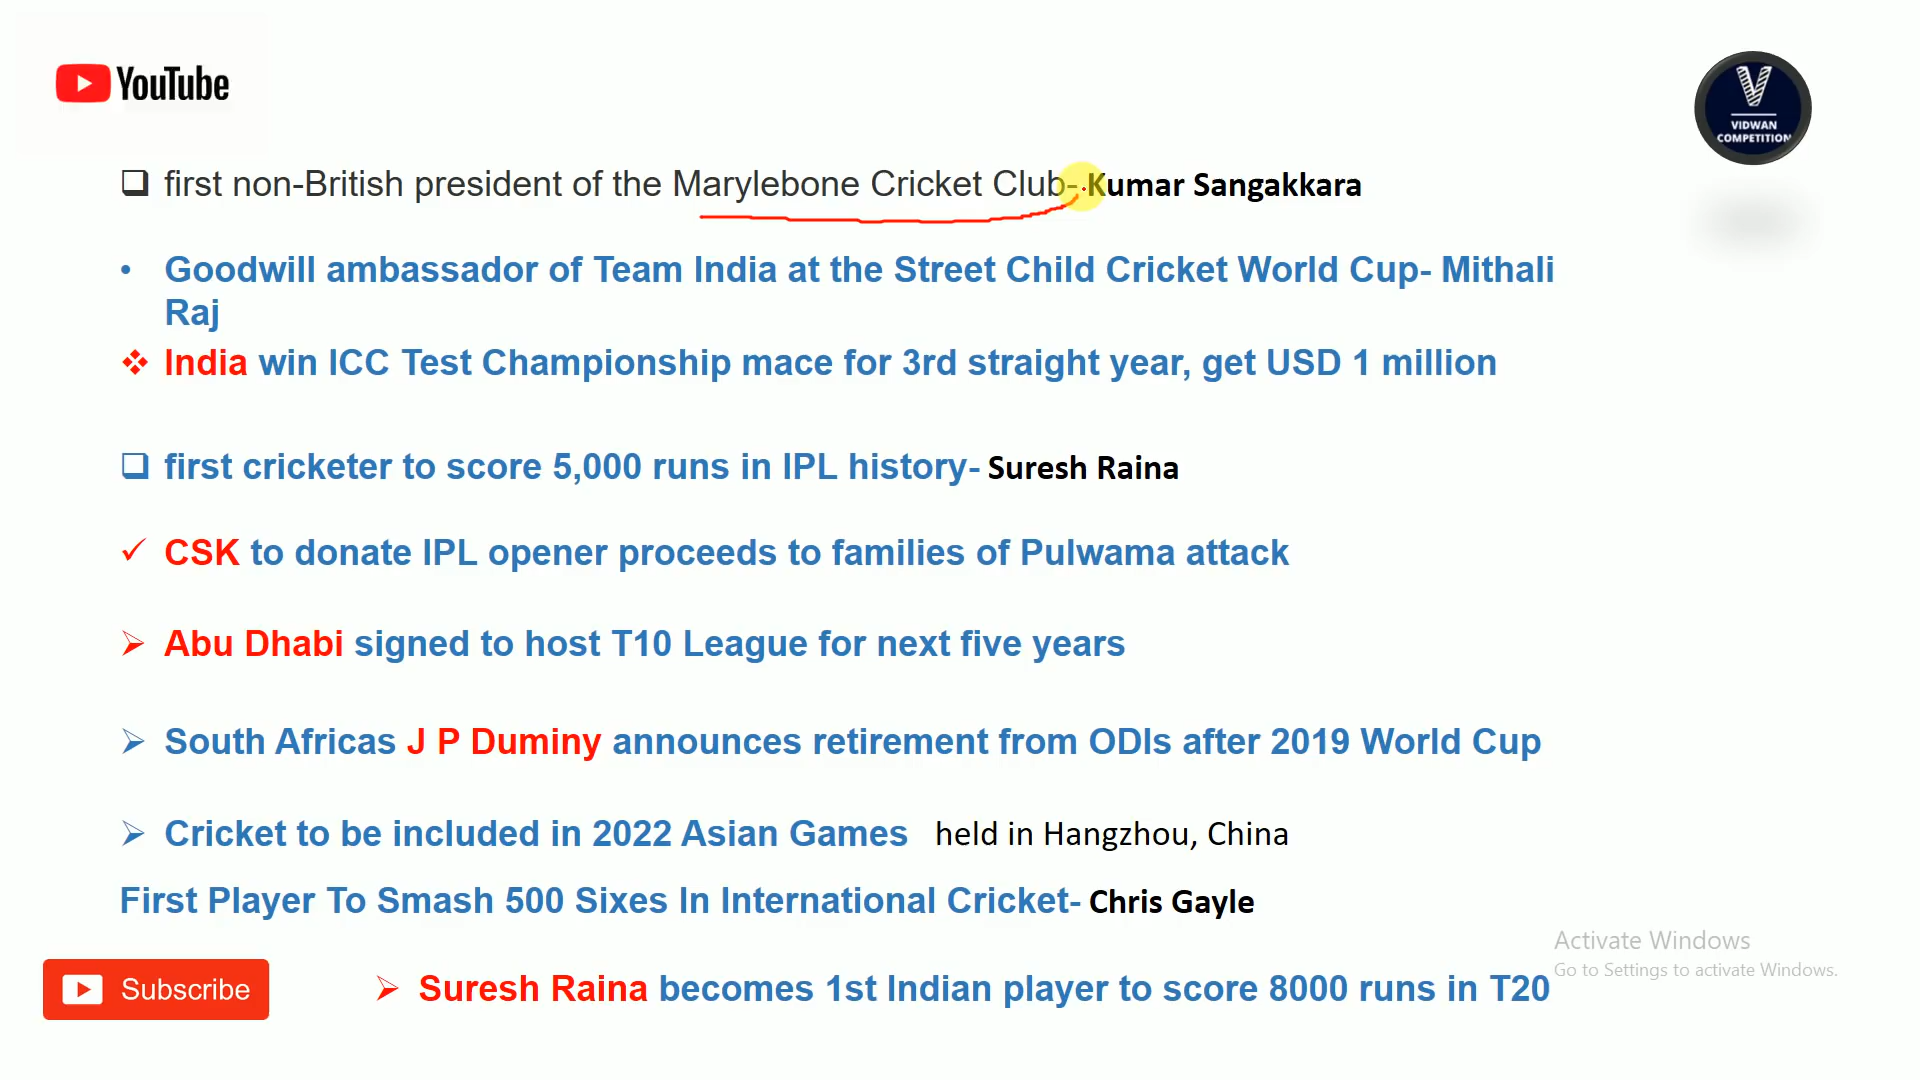 YouTube
V
VIDWAN
COMPETITION
first non-British president of the Marylebone Cricket Club- Kumar Sangakkara
Goodwill ambassador of Team India at the Street Child Cricket World Cup- Mithali
Raj
India win ICC Test Championship mace for 3rd straight year, get USD 1 million
first cricketer to score 5,000 runs in IPL history- Suresh Raina
CSK to donate IPL opener proceeds to families of Pulwama attack
Abu Dhabi signed to host T10 League for next five years
South Africas J P Duminy announces retirement from ODIs after 2019 World Cup
Cricket to be included in 2022 Asian Games held in Hangzhou, China
First Player To Smash 500 Sixes In International Cricket- Chris Gayle
Activate Windows
Go to Settings to activate Windows.
Subscribe
Suresh Raina becomes 1st Indian player to score 8000 runs in T20